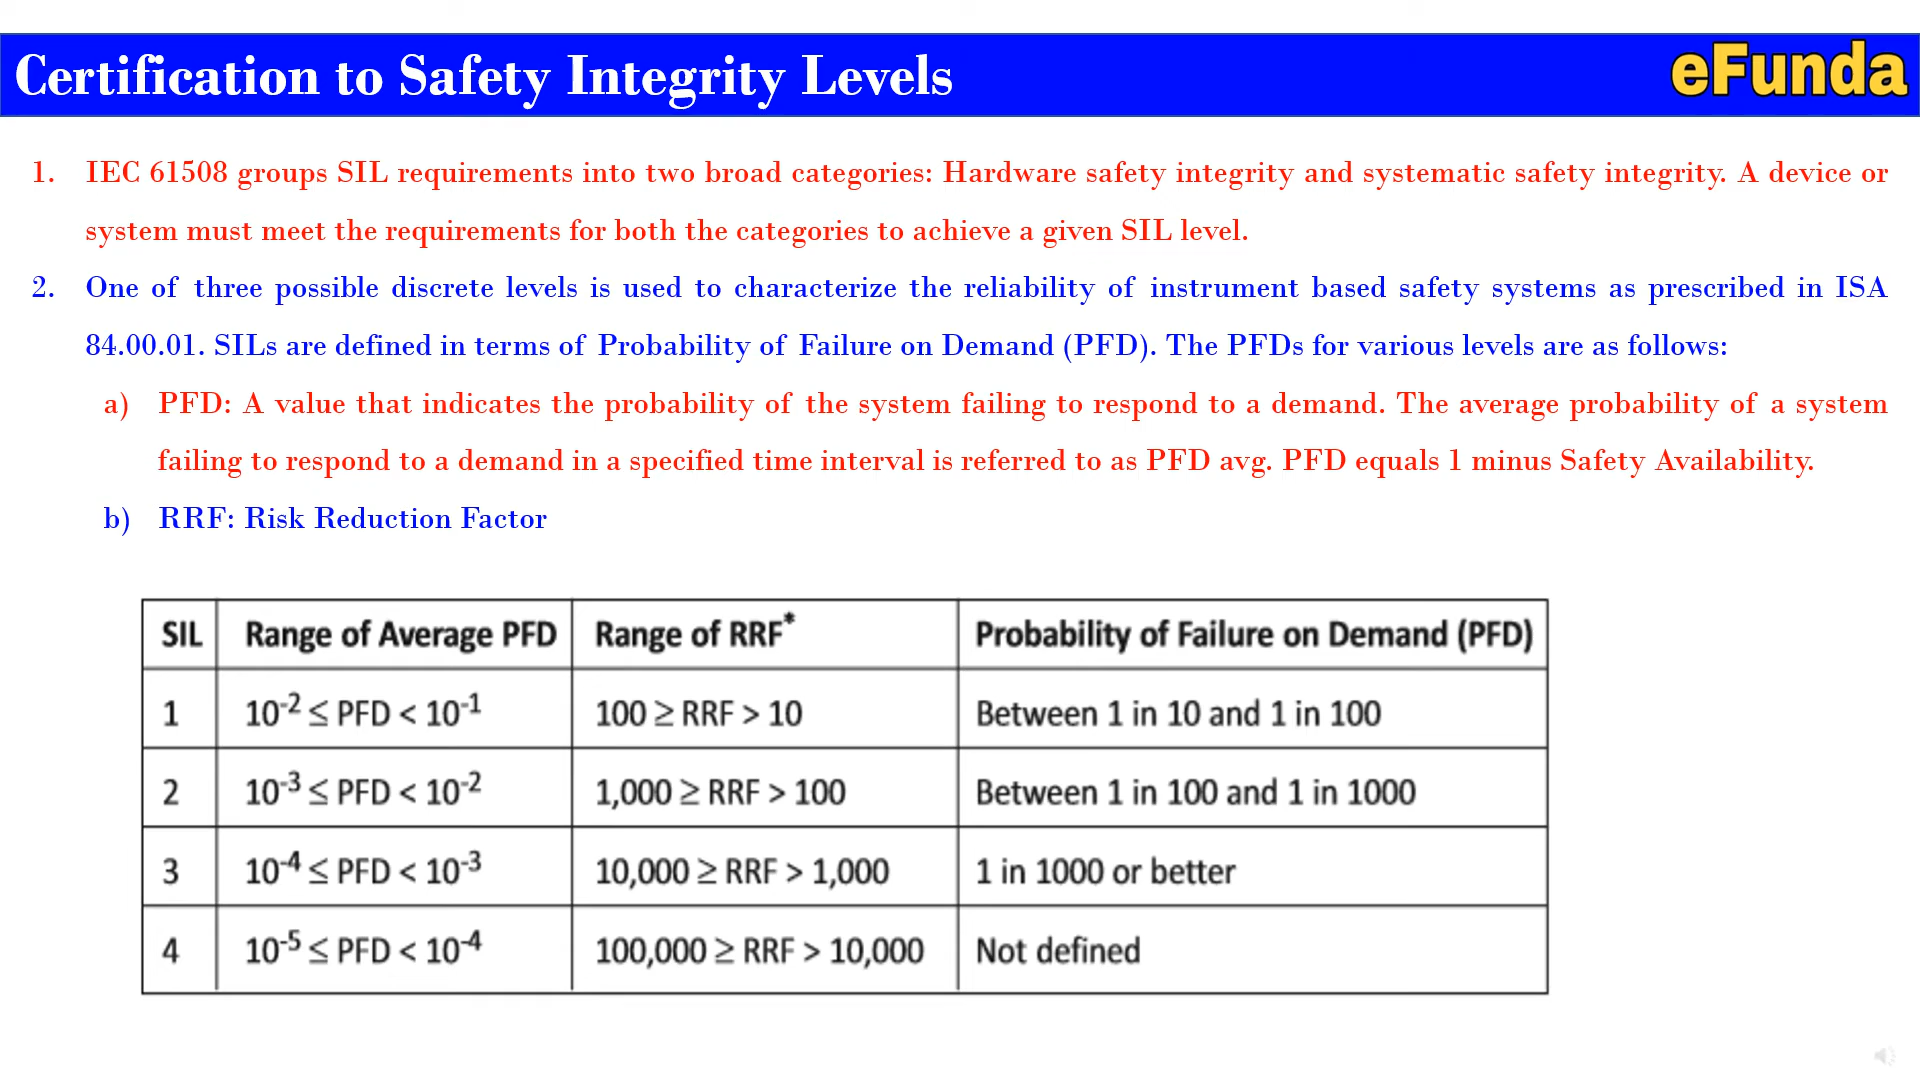 Certification to Safety Integrity Levels
eFunda
1. IEC 61508 groups SIL requirements into two broad categories: Hardware safety integrity and systematic safety integrity. A device or
system must meet the requirements for both the categories to achieve a given SIL level.
2. One of three possible discrete levels is used to characterize the reliability of instrument based safety systems as prescribed in ISA
84.00.01. SILs are defined in terms of Probability of Failure on Demand (PFD). The PFDs for various levels are as follows:
a) PFD: A value that indicates the probability of the system failing to respond to a demand. The average probability of a system
failing to respond to a demand in a specified time interval is referred to as PFD avg. PFD equals 1 minus Safety Availability.
b) RRF: Risk Reduction Factor
SIL Range of Average PFD Range of RRF* Probability of Failure on Demand (PFD)
1 10⁻² ≤ PFD < 10⁻¹ 100 ≥ RRF > 10 Between 1 in 10 and 1 in 100
2 10⁻³ ≤ PFD < 10⁻² 1,000 ≥ RRF > 100 Between 1 in 100 and 1 in 1000
3 10⁻⁴ ≤ PFD < 10⁻³ 10,000 ≥ RRF > 1,000 1 in 1000 or better
4 10⁻⁵ ≤ PFD < 10⁻⁴ 100,000 ≥ RRF > 10,000 Not defined